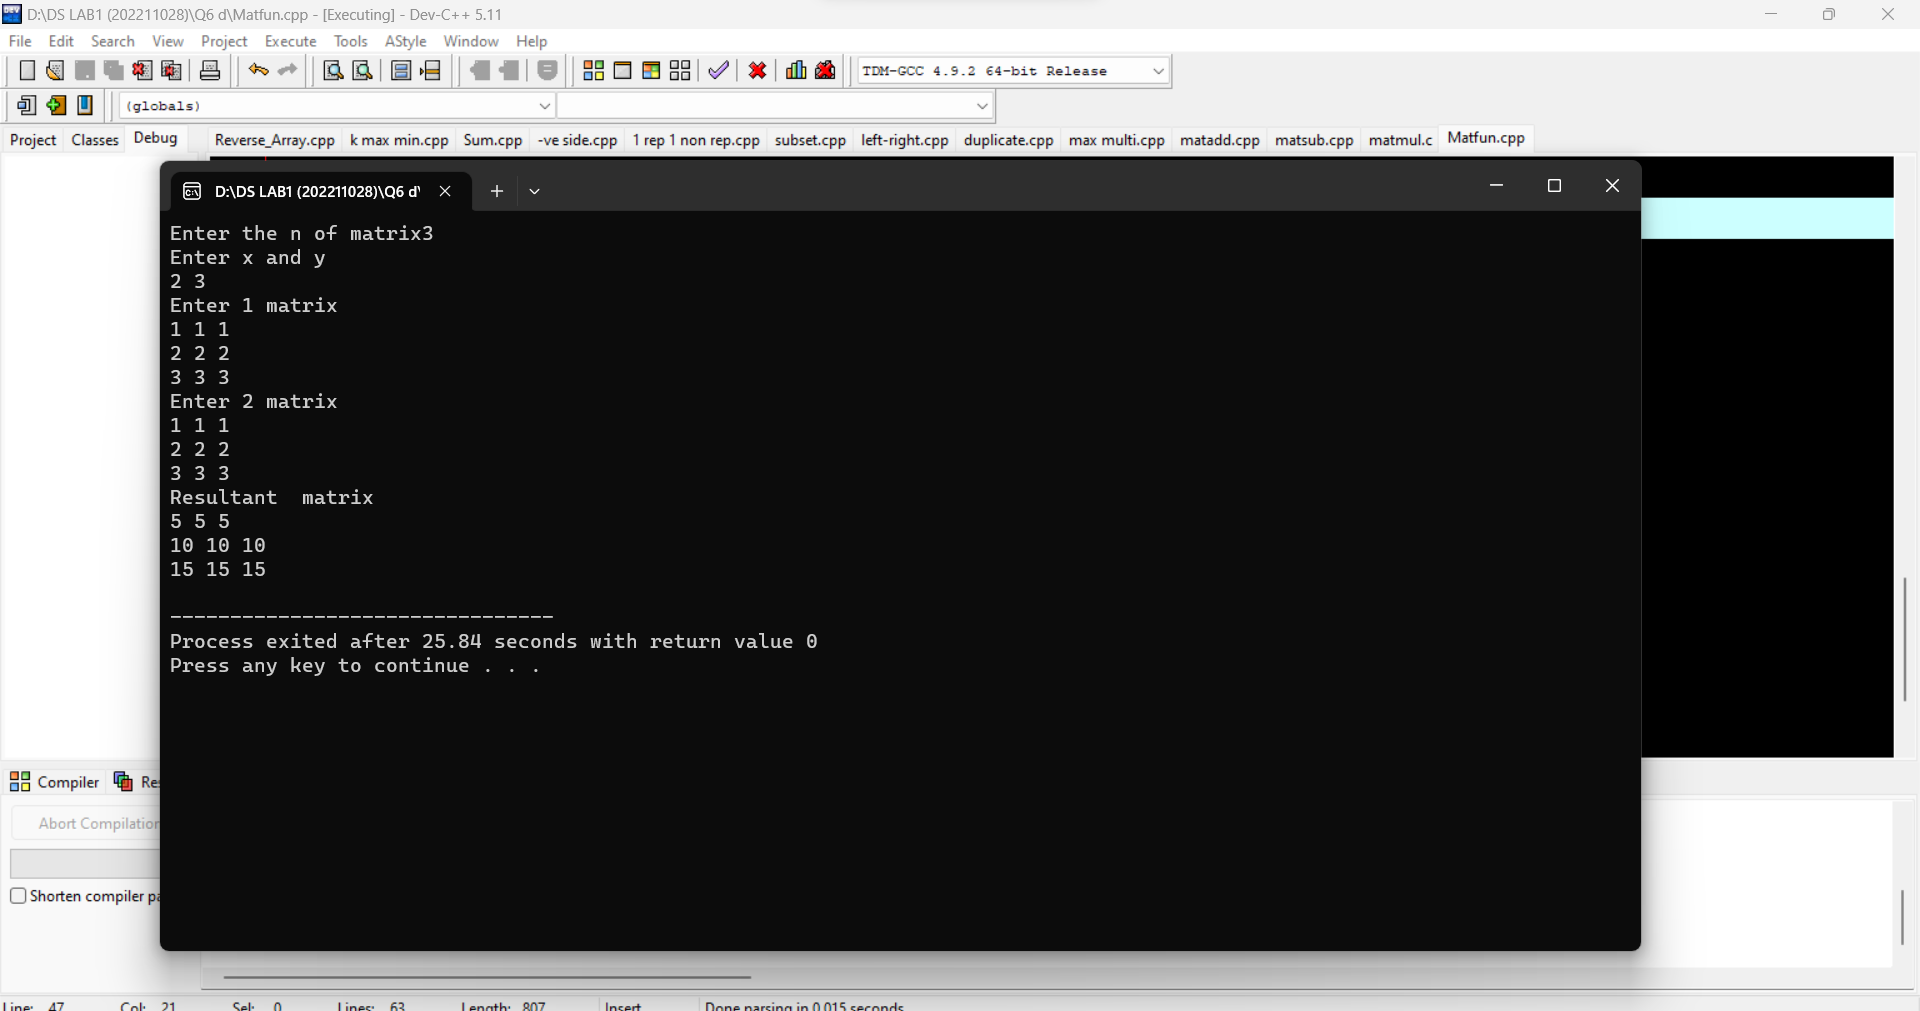 D:\DS LAB1 (202211028)\Q6 d\Matfun.cpp - [Executing] - Dev-C++ 5.11
File Edit Search View Project Execute Tools AStyle Window Help
TDM-GCC 4.9.2 64-bit Release
(globals)
Project Classes Debug Reverse_Array.cpp k max min.cpp Sum.cpp -ve side.cpp 1 rep 1 non rep.cpp subset.cpp left-right.cpp duplicate.cpp max multi.cpp matadd.cpp matsub.cpp matmul.c Matfun.cpp
D:\DS LAB1 (202211028)\Q6 d\
Enter the n of matrix3
Enter x and y
2 3
Enter 1 matrix
1 1 1
2 2 2
3 3 3
Enter 2 matrix
1 1 1
2 2 2
3 3 3
Resultant  matrix
5 5 5
10 10 10
15 15 15
--------------------------------
Process exited after 25.84 seconds with return value 0
Press any key to continue . . .
Compiler
Abort Compilation
Shorten compiler
Line: 47 Col: 21 Sel: 0 Lines: 63 Length: 807 Insert Done parsing in 0.015 seconds